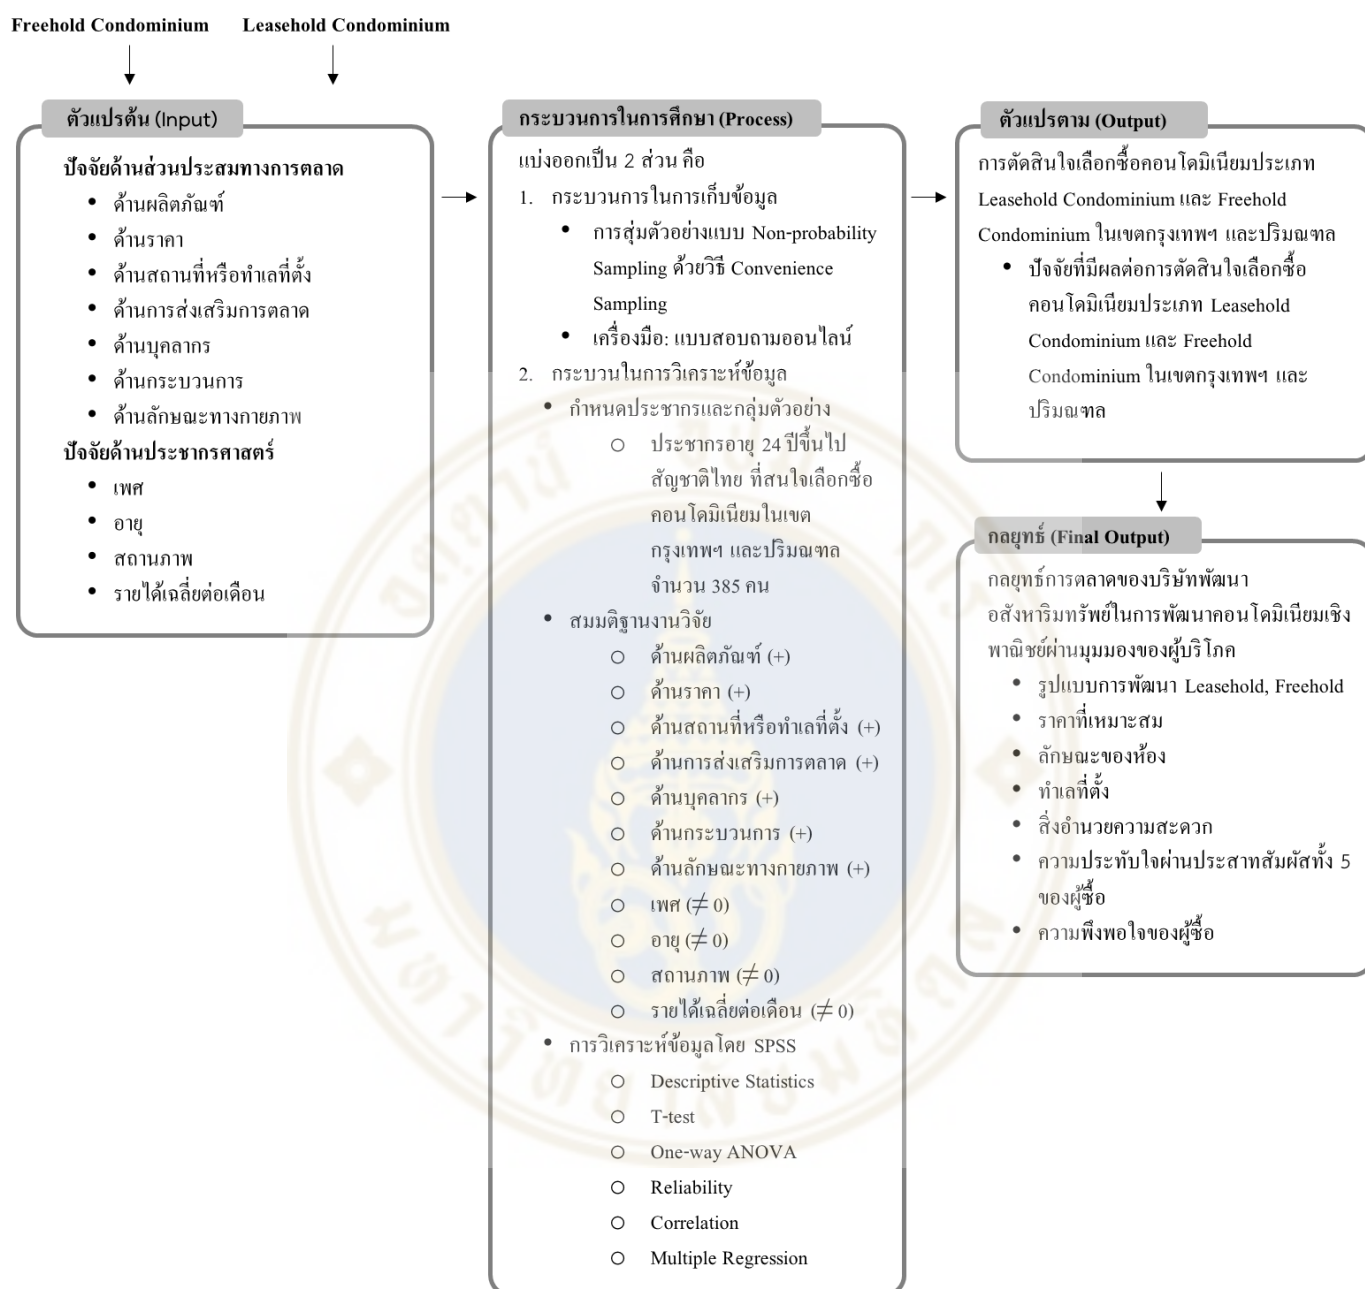 Freehold Condominium Leasehold Condominium
ตัวแปรต้น (Input)
ปัจจัยด้านส่วนประสมทางการตลาด
• ด้านผลิตภัณฑ์
• ด้านราคา
• ด้านสถานที่หรือทำเลที่ตั้ง
• ด้านการส่งเสริมการตลาด
• ด้านบุคลากร
• ด้านกระบวนการ
• ด้านลักษณะทางกายภาพ
ปัจจัยด้านประชากรศาสตร์
• เพศ
• อายุ
• สถานภาพ
• รายได้เฉลี่ยต่อเดือน
กระบวนการในการศึกษา (Process)
แบ่งออกเป็น 2 ส่วน คือ
1. กระบวนการในการเก็บข้อมูล
• การสุ่มตัวอย่างแบบ Non-probability
Sampling ด้วยวิธี Convenience
Sampling
• เครื่องมือ: แบบสอบถามออนไลน์
2. กระบวนในการวิเคราะห์ข้อมูล
• กำหนดประชากรและกลุ่มตัวอย่าง
○ ประชากรอายุ 24 ปีขึ้นไป
สัญชาติไทย ที่สนใจเลือกซื้อ
คอนโดมิเนียมในเขต
กรุงเทพฯ และปริมณฑล
จำนวน 385 คน
• สมมติฐานงานวิจัย
○ ด้านผลิตภัณฑ์ (+)
○ ด้านราคา (+)
○ ด้านสถานที่หรือทำเลที่ตั้ง (+)
○ ด้านการส่งเสริมการตลาด (+)
○ ด้านบุคลากร (+)
○ ด้านกระบวนการ (+)
○ ด้านลักษณะทางกายภาพ (+)
○ เพศ (≠ 0)
○ อายุ (≠ 0)
○ สถานภาพ (≠ 0)
○ รายได้เฉลี่ยต่อเดือน (≠ 0)
• การวิเคราะห์ข้อมูลโดย SPSS
○ Descriptive Statistics
○ T-test
○ One-way ANOVA
○ Reliability
○ Correlation
○ Multiple Regression
ตัวแปรตาม (Output)
การตัดสินใจเลือกซื้อคอนโดมิเนียมประเภท
Leasehold Condominium และ Freehold
Condominium ในเขตกรุงเทพฯ และปริมณฑล
• ปัจจัยที่มีผลต่อการตัดสินใจเลือกซื้อ
คอนโดมิเนียมประเภท Leasehold
Condominium และ Freehold
Condominium ในเขตกรุงเทพฯ และ
ปริมณฑล
กลยุทธ์ (Final Output)
กลยุทธ์การตลาดของบริษัทพัฒนา
อสังหาริมทรัพย์ในการพัฒนาคอนโดมิเนียมเชิง
พาณิชย์ผ่านมุมมองของผู้บริโภค
• รูปแบบการพัฒนา Leasehold, Freehold
• ราคาที่เหมาะสม
• ลักษณะของห้อง
• ทำเลที่ตั้ง
• สิ่งอำนวยความสะดวก
• ความประทับใจผ่านประสาทสัมผัสทั้ง 5
ของผู้ซื้อ
• ความพึงพอใจของผู้ซื้อ
มหาวิทยาลัยมหิดล